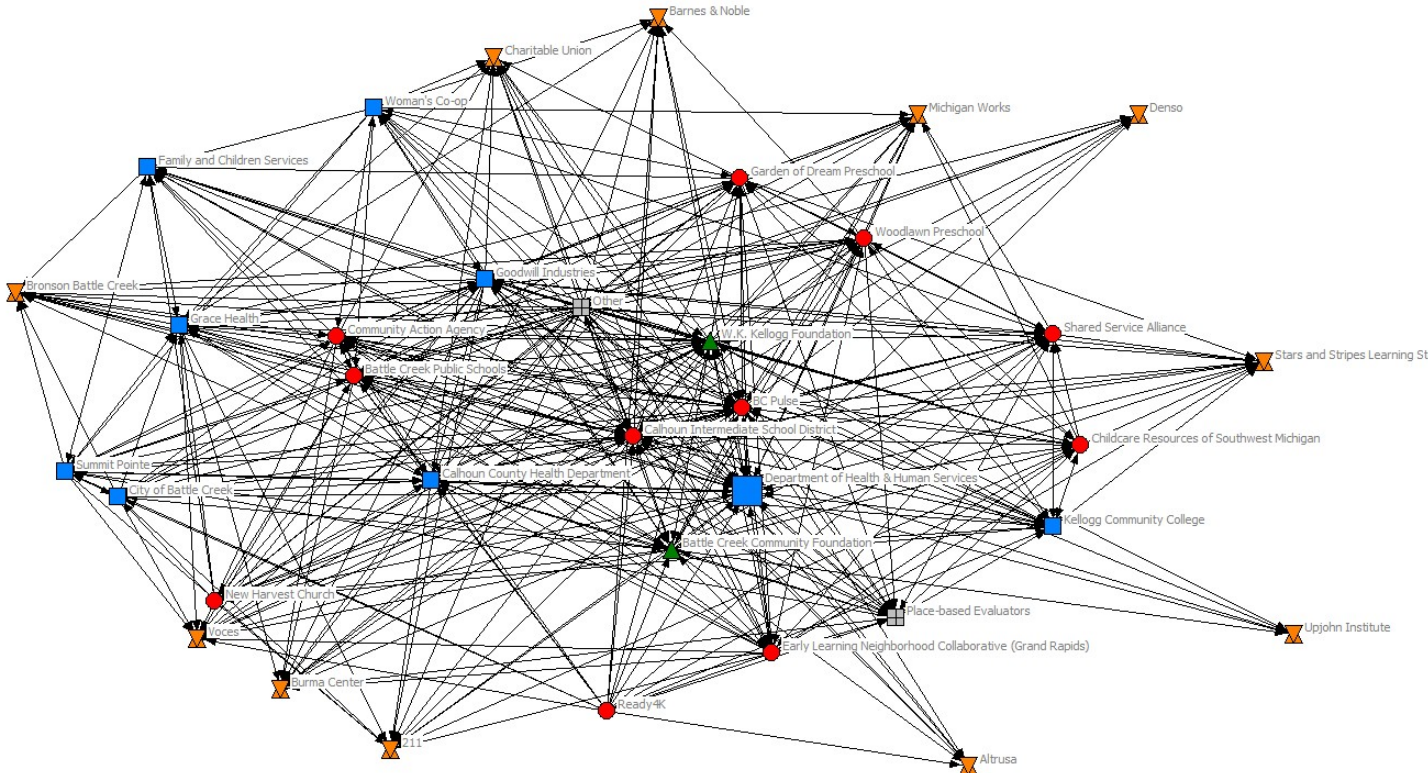 Barnes & Noble
Charitable Union
Woman's Co-op
Michigan Works
Denso
Family and Children Services
Garden of Dream Preschool
Woodlawn Preschool
Goodwill Industries
Bronson Battle Creek
Other
Grace Health
Community Action Agency
W.K. Kellogg Foundation
Shared Service Alliance
Stars and Stripes Learning St
Battle Creek Public Schools
BC Pulse
Calhoun Intermediate School District
Childcare Resources of Southwest Michigan
Summit Pointe
Calhoun County Health Department
Department of Health & Human Services
City of Battle Creek
Kellogg Community College
Battle Creek Community Foundation
New Harvest Church
Place-based Evaluators
Voces
Upjohn Institute
Early Learning Neighborhood Collaborative (Grand Rapids)
Burma Center
Ready4K
211
Altrusa